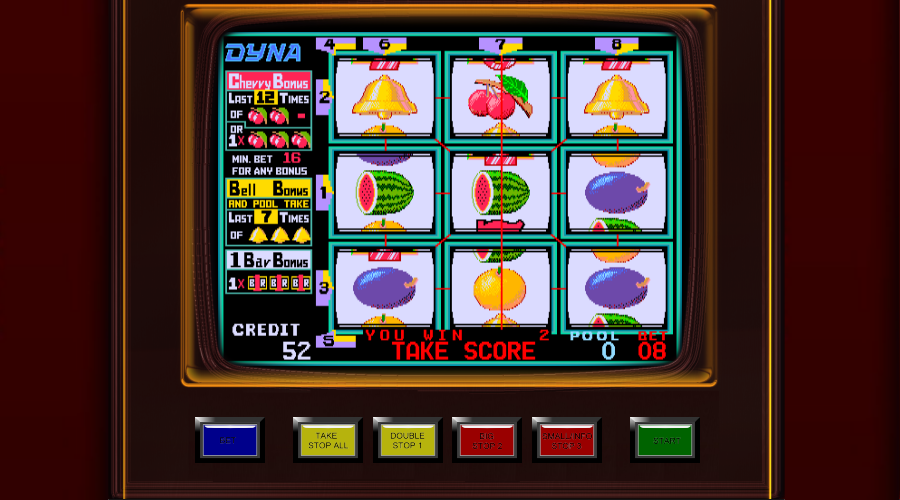 DYNA
4
6
7
8
Cherry Bonus
LAST 12 TIMES
OF
OR
1X
MIN. BET 16
FOR ANY BONUS
Bell Bonus
AND POOL TAKE
LAST 7 TIMES
OF
1 Bar Bonus
1X
2
1
3
5
CREDIT
52
YOU WIN 2
TAKE SCORE
POOL
0
BET
08
TAKE
STOP ALL
DOUBLE
STOP 1
START